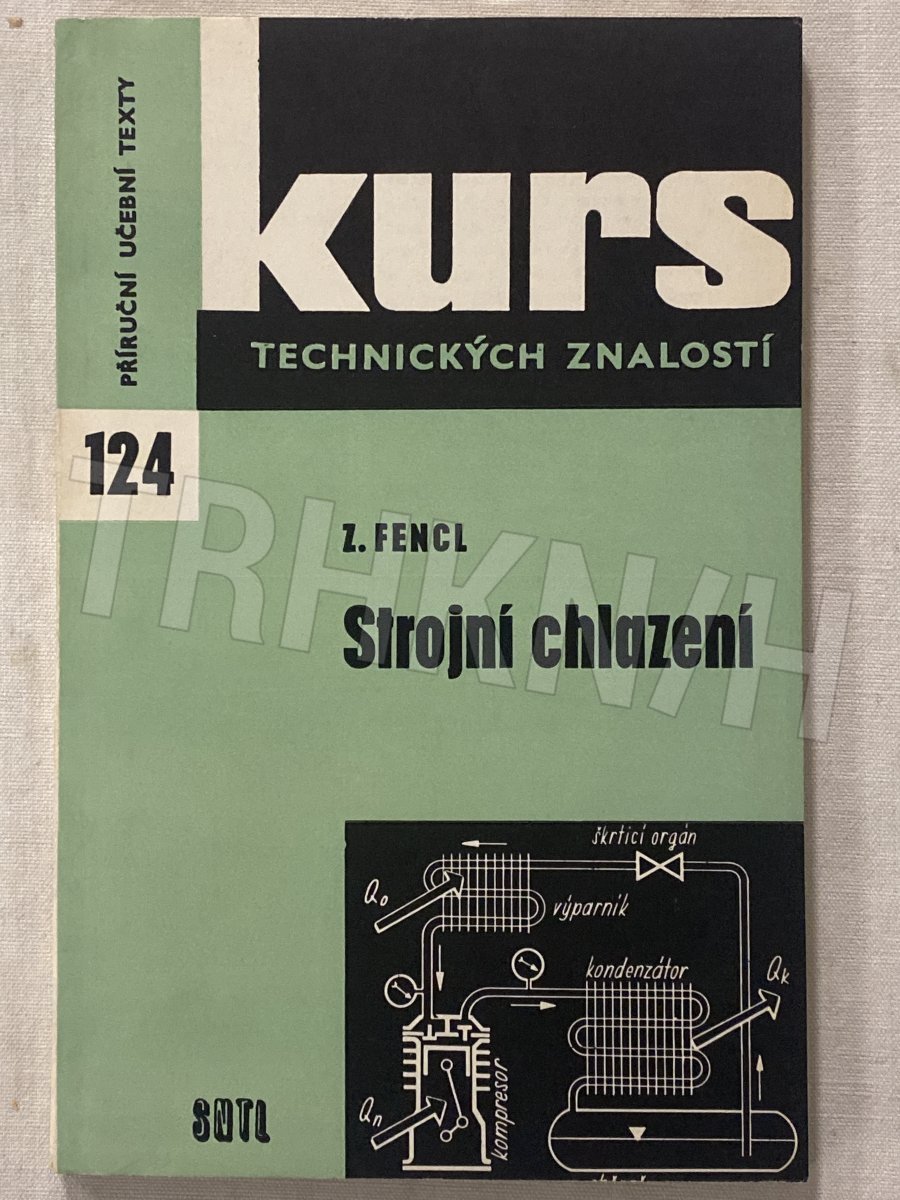 PŘÍRUČNÍ UČEBNÍ TEXTY
kurs
TECHNICKÝCH ZNALOSTÍ
124
TRHKNIH
Z. FENCL
Strojní chlazení
škrticí orgán
Qo
výparník
kondenzátor
Qk
kompresor
Qn
SNTL